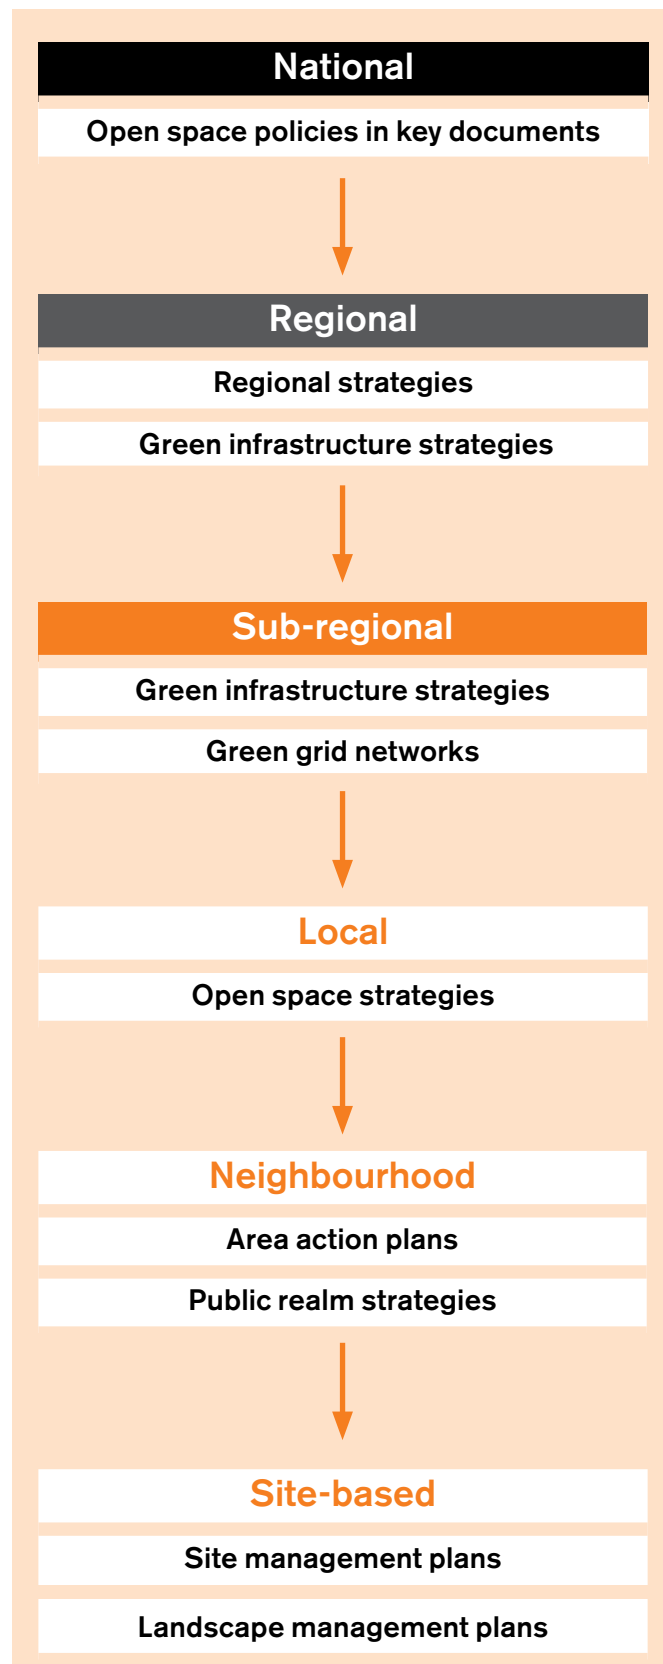 National
Open space policies in key documents
Regional
Regional strategies
Green infrastructure strategies
Sub-regional
Green infrastructure strategies
Green grid networks
Local
Open space strategies
Neighbourhood
Area action plans
Public realm strategies
Site-based
Site management plans
Landscape management plans